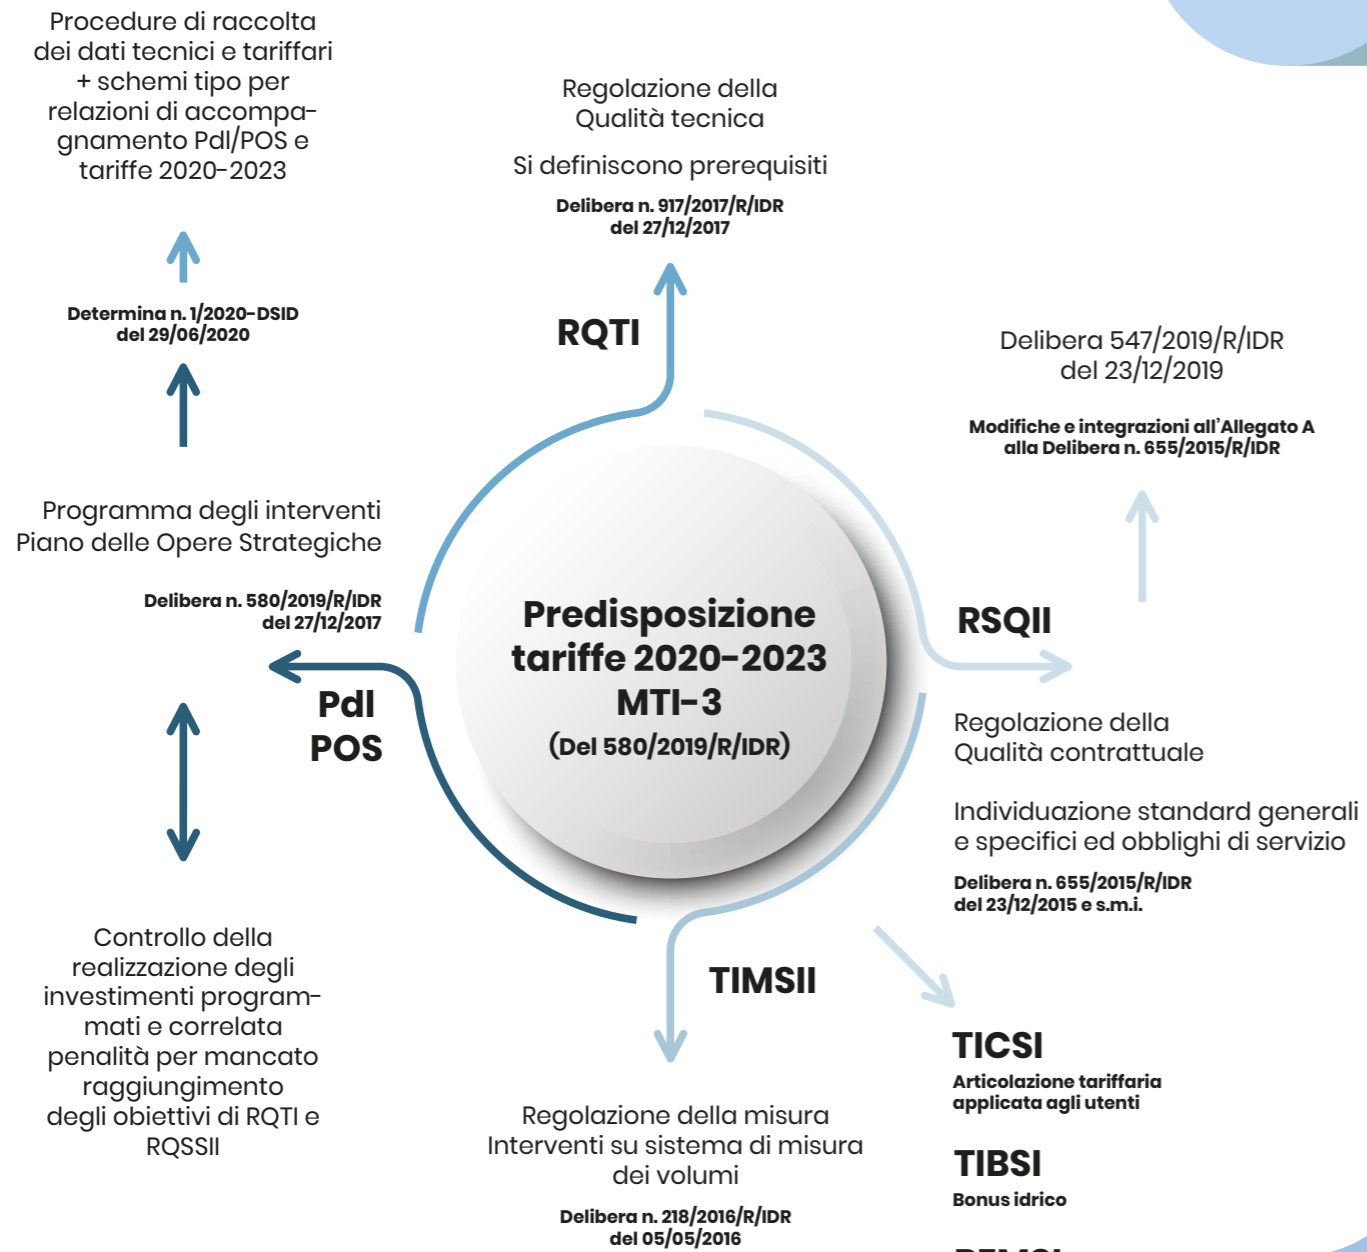 Procedure di raccolta
dei dati tecnici e tariffari
+ schemi tipo per
relazioni di accompa-
gnamento PdI/POS e
tariffe 2020-2023
Determina n. 1/2020-DSID
del 29/06/2020
Programma degli interventi
Piano delle Opere Strategiche
Delibera n. 580/2019/R/IDR
del 27/12/2017
PdI
POS
Controllo della
realizzazione degli
investimenti program-
mati e correlata
penalità per mancato
raggiungimento
degli obiettivi di RQTI e
RQSSII
Regolazione della
Qualità tecnica
Si definiscono prerequisiti
Delibera n. 917/2017/R/IDR
del 27/12/2017
RQTI
Predisposizione
tariffe 2020-2023
MTI-3
(Del 580/2019/R/IDR)
TIMSII
Regolazione della misura
Interventi su sistema di misura
dei volumi
Delibera n. 218/2016/R/IDR
del 05/05/2016
Delibera 547/2019/R/IDR
del 23/12/2019
Modifiche e integrazioni all'Allegato A
alla Delibera n. 655/2015/R/IDR
RSQII
Regolazione della
Qualità contrattuale
Individuazione standard generali
e specifici ed obblighi di servizio
Delibera n. 655/2015/R/IDR
del 23/12/2015 e s.m.i.
TICSI
Articolazione tariffaria
applicata agli utenti
TIBSI
Bonus idrico